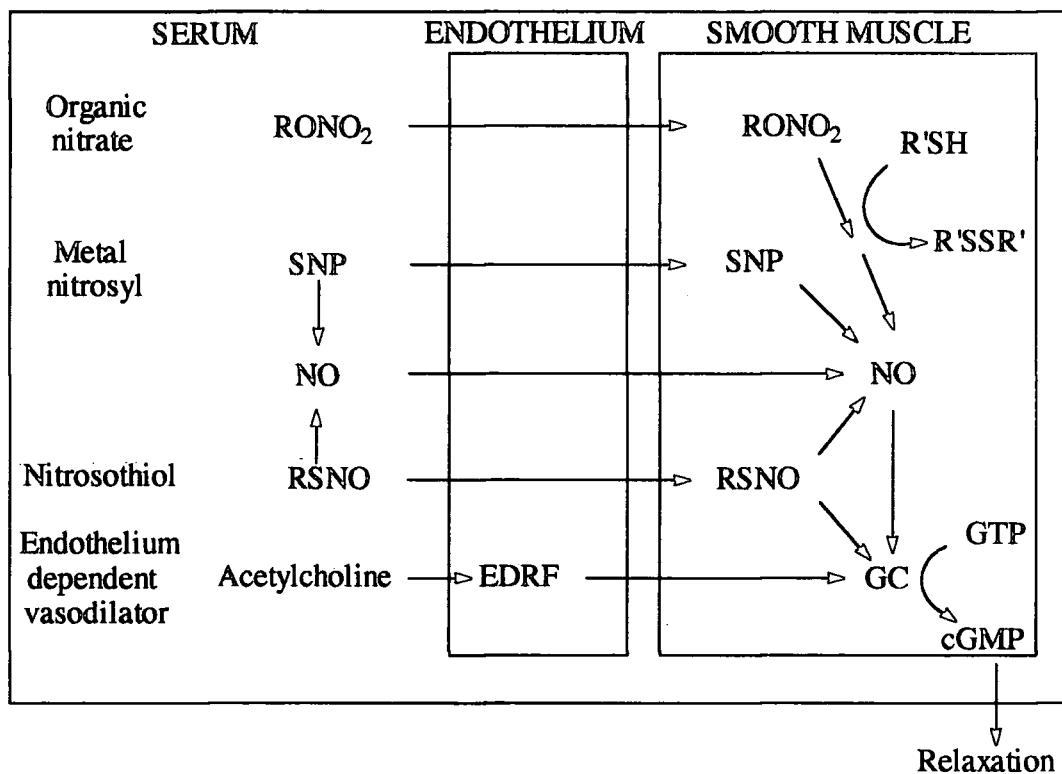 SERUM ENDOTHELIUM SMOOTH MUSCLE
Organic
nitrate
RONO₂
RONO₂
R'SH
R'SSR'
Metal
nitrosyl
SNP
SNP
NO
NO
Nitrosothiol
RSNO
RSNO
Endothelium
dependent
vasodilator
Acetylcholine
EDRF
GC
GTP
cGMP
Relaxation